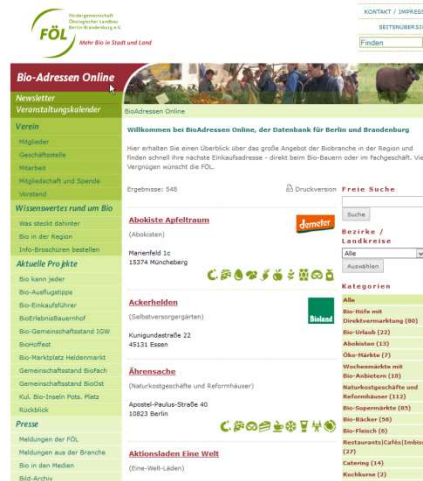 Fördergemeinschaft
Ökologischer Landbau
Berlin-Brandenburg e.V.
FÖL
Mehr Bio in Stadt und Land
KONTAKT / IMPRESS
SEITENÜBERSI
Finden
Bio-Adressen Online
Newsletter
Veranstaltungskalender
BioAdressen Online
Verein
Mitglieder
Geschäftsstelle
Mitarbeit
Mitgliedschaft und Spende
Vorstand
Wissenswertes rund um Bio
Was steckt dahinter
Bio in der Region
Info-Broschüren bestellen
Aktuelle Projekte
Bio kann jeder
Bio-Ausflugstipps
Bio-Einkaufsführer
BioErlebnisBauernhof
Bio-Gemeinschaftsstand IGW
BioHoffest
Bio-Marktplatz Heldenmarkt
Gemeinschaftsstand Biofach
Gemeinschaftsstand BioOst
Kul. Bio-Inseln Pots. Platz
Rückblick
Presse
Meldungen der FÖL
Meldungen aus der Branche
Bio in den Medien
Bild-Archiv
Willkommen bei BioAdressen Online, der Datenbank für Berlin und Brandenburg
Hier erhalten Sie einen Überblick über das große Angebot der Biobranche in der Region und
finden schnell ihre nächste Einkaufsadresse - direkt beim Bio-Bauern oder im Fachgeschäft. Vie
Vergnügen wünscht die FÖL.
Ergebnisse: 548
Druckversion
Abokiste Apfeltraum
(Abokisten)
Marienfeld 1c
15374 Müncheberg
demeter
Ackerhelden
(Selbstversorgergärten)
Kunigundastraße 22
45131 Essen
Bioland
Ährensache
(Naturkostgeschäfte und Reformhäuser)
Apostel-Paulus-Straße 40
10823 Berlin
Aktionsladen Eine Welt
(Eine-Welt-Läden)
Freie Suche
Suche
Bezirke /
Landkreise
Alle
Auswählen
Kategorien
Alle
Bio-Höfe mit
Direktvermarktung (80)
Bio-Urlaub (22)
Abokisten (13)
Öko-Märkte (7)
Wochenmärkte mit
Bio-Anbietern (18)
Naturkostgeschäfte und
Reformhäuser (112)
Bio-Supermärkte (85)
Bio-Bäcker (56)
Bio-Fleisch (6)
Restaurants|Cafés|Imbiss
(27)
Catering (14)
Kochkurse (2)